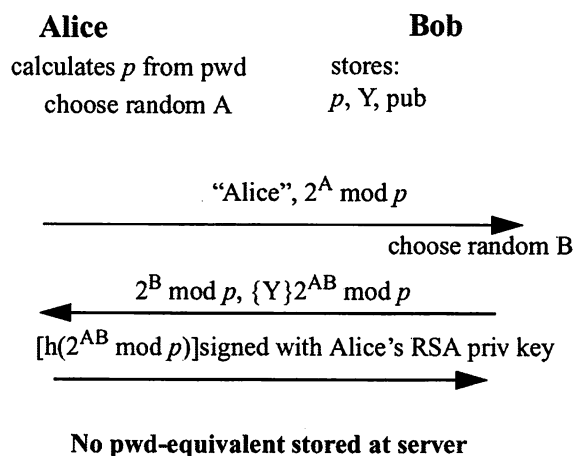 Alice Bob
calculates p from pwd stores:
choose random A p, Y, pub
“Alice”, 2^A mod p
choose random B
2^B mod p, {Y}2^AB mod p
[h(2^AB mod p)]signed with Alice’s RSA priv key
No pwd-equivalent stored at server